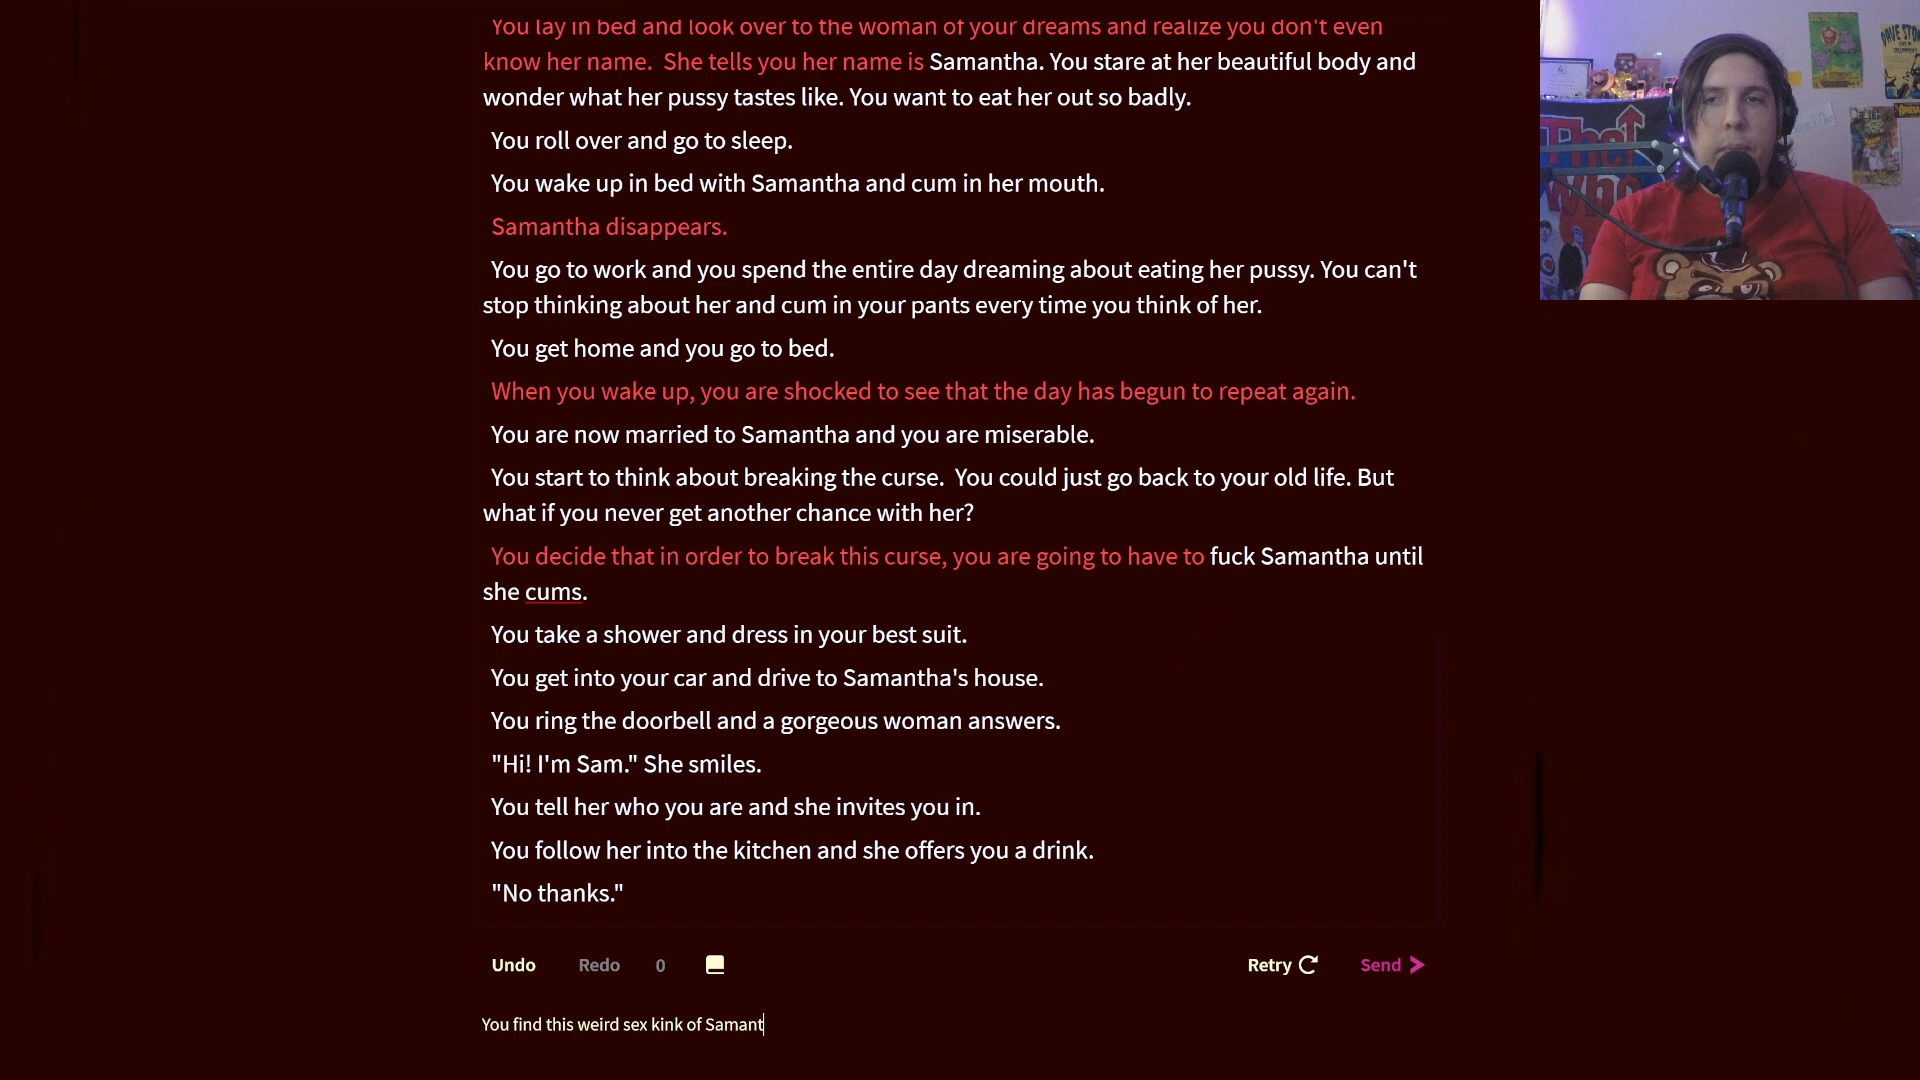 You lay in bed and look over to the woman of your dreams and realize you don't even
know her name.  She tells you her name is Samantha. You stare at her beautiful body and
wonder what her pussy tastes like. You want to eat her out so badly.
You roll over and go to sleep.
You wake up in bed with Samantha and cum in her mouth.
Samantha disappears.
You go to work and you spend the entire day dreaming about eating her pussy. You can't
stop thinking about her and cum in your pants every time you think of her.
You get home and you go to bed.
When you wake up, you are shocked to see that the day has begun to repeat again.
You are now married to Samantha and you are miserable.
You start to think about breaking the curse.  You could just go back to your old life. But
what if you never get another chance with her?
You decide that in order to break this curse, you are going to have to fuck Samantha until
she cums.
You take a shower and dress in your best suit.
You get into your car and drive to Samantha's house.
You ring the doorbell and a gorgeous woman answers.
"Hi! I'm Sam." She smiles.
You tell her who you are and she invites you in.
You follow her into the kitchen and she offers you a drink.
"No thanks."
Undo Redo 0 Retry Send
You find this weird sex kink of Samant
The
Who
DAVE STO